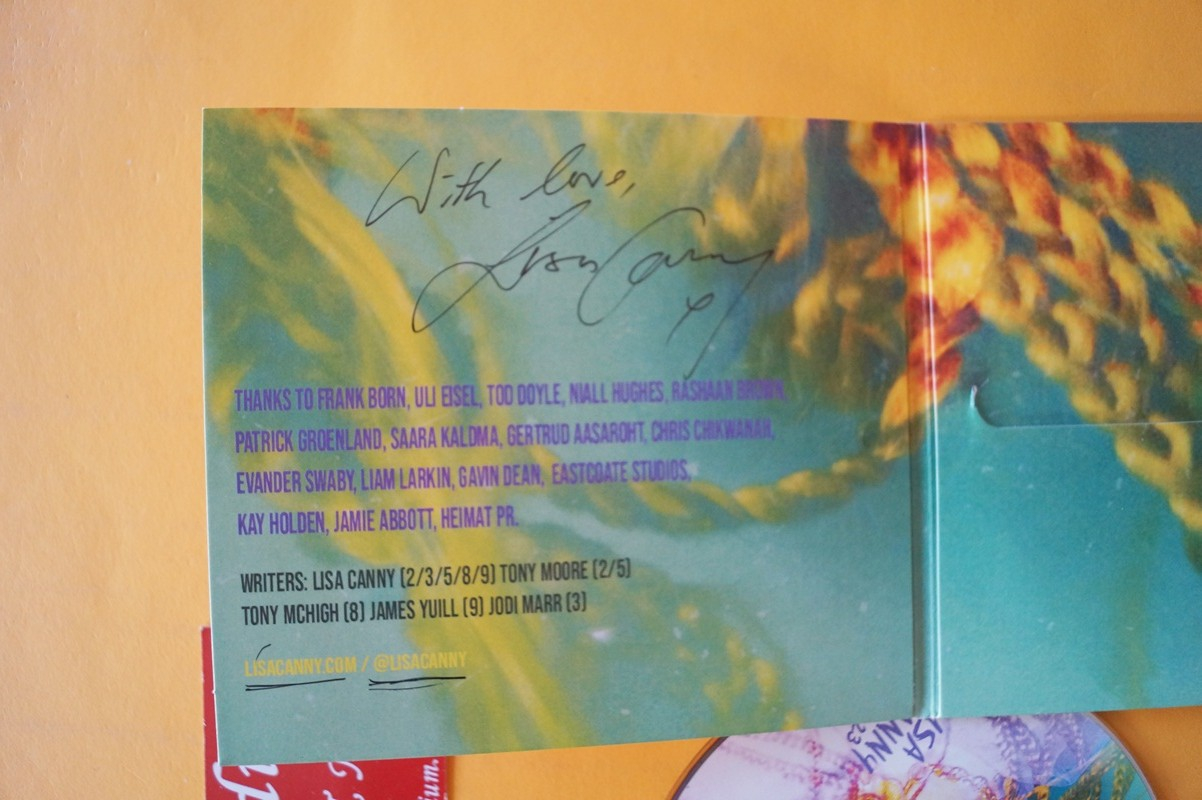 With love,
Lisa Canny x
THANKS TO FRANK BORN, ULI EISEL, TOD DOYLE, NIALL HUGHES, RASHAAN BROWN,
PATRICK GROENLAND, SAARA KALDMA, GERTRUD AASAROHT, CHRIS CHIKWANAH,
EVANDER SWABY, LIAM LARKIN, GAVIN DEAN, EASTCOATE STUDIOS,
KAY HOLDEN, JAMIE ABBOTT, HEIMAT PR.
WRITERS: LISA CANNY (2/3/5/8/9) TONY MOORE (2/5)
TONY MCHIGH (8) JAMES YUILL (9) JODI MARR (3)
LISACANNY.COM / @LISACANNY
LISA